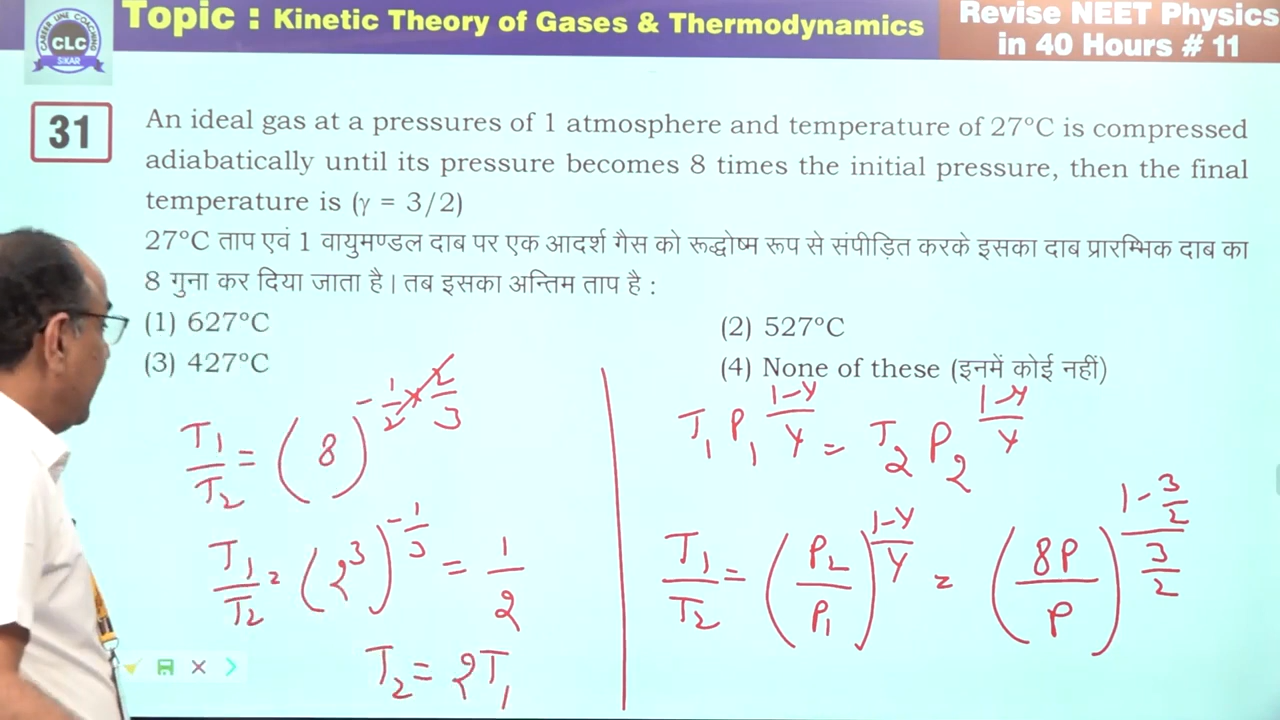 CAREER LINE COACHING
CLC
SIKAR
Topic : Kinetic Theory of Gases & Thermodynamics
Revise NEET Physics
in 40 Hours # 11
31
An ideal gas at a pressures of 1 atmosphere and temperature of 27°C is compressed
adiabatically until its pressure becomes 8 times the initial pressure, then the final
temperature is (γ = 3/2)
27°C ताप एवं 1 वायुमण्डल दाब पर एक आदर्श गैस को रूद्धोष्म रूप से संपीड़ित करके इसका दाब प्रारम्भिक दाब का
8 गुना कर दिया जाता है। तब इसका अन्तिम ताप है :
(1) 627°C
(2) 527°C
(3) 427°C
(4) None of these (इनमें कोई नहीं)
T₁/T₂ = (8)^(-1/2 × 2/3)
T₁/T₂ = (2³)^(-1/3) = 1/2
T₂ = 2T₁
T₁ P₁^((1-γ)/γ) = T₂ P₂^((1-γ)/γ)
T₁/T₂ = (P₂/P₁)^((1-γ)/γ) = (8P/P)^((1-3/2)/(3/2))